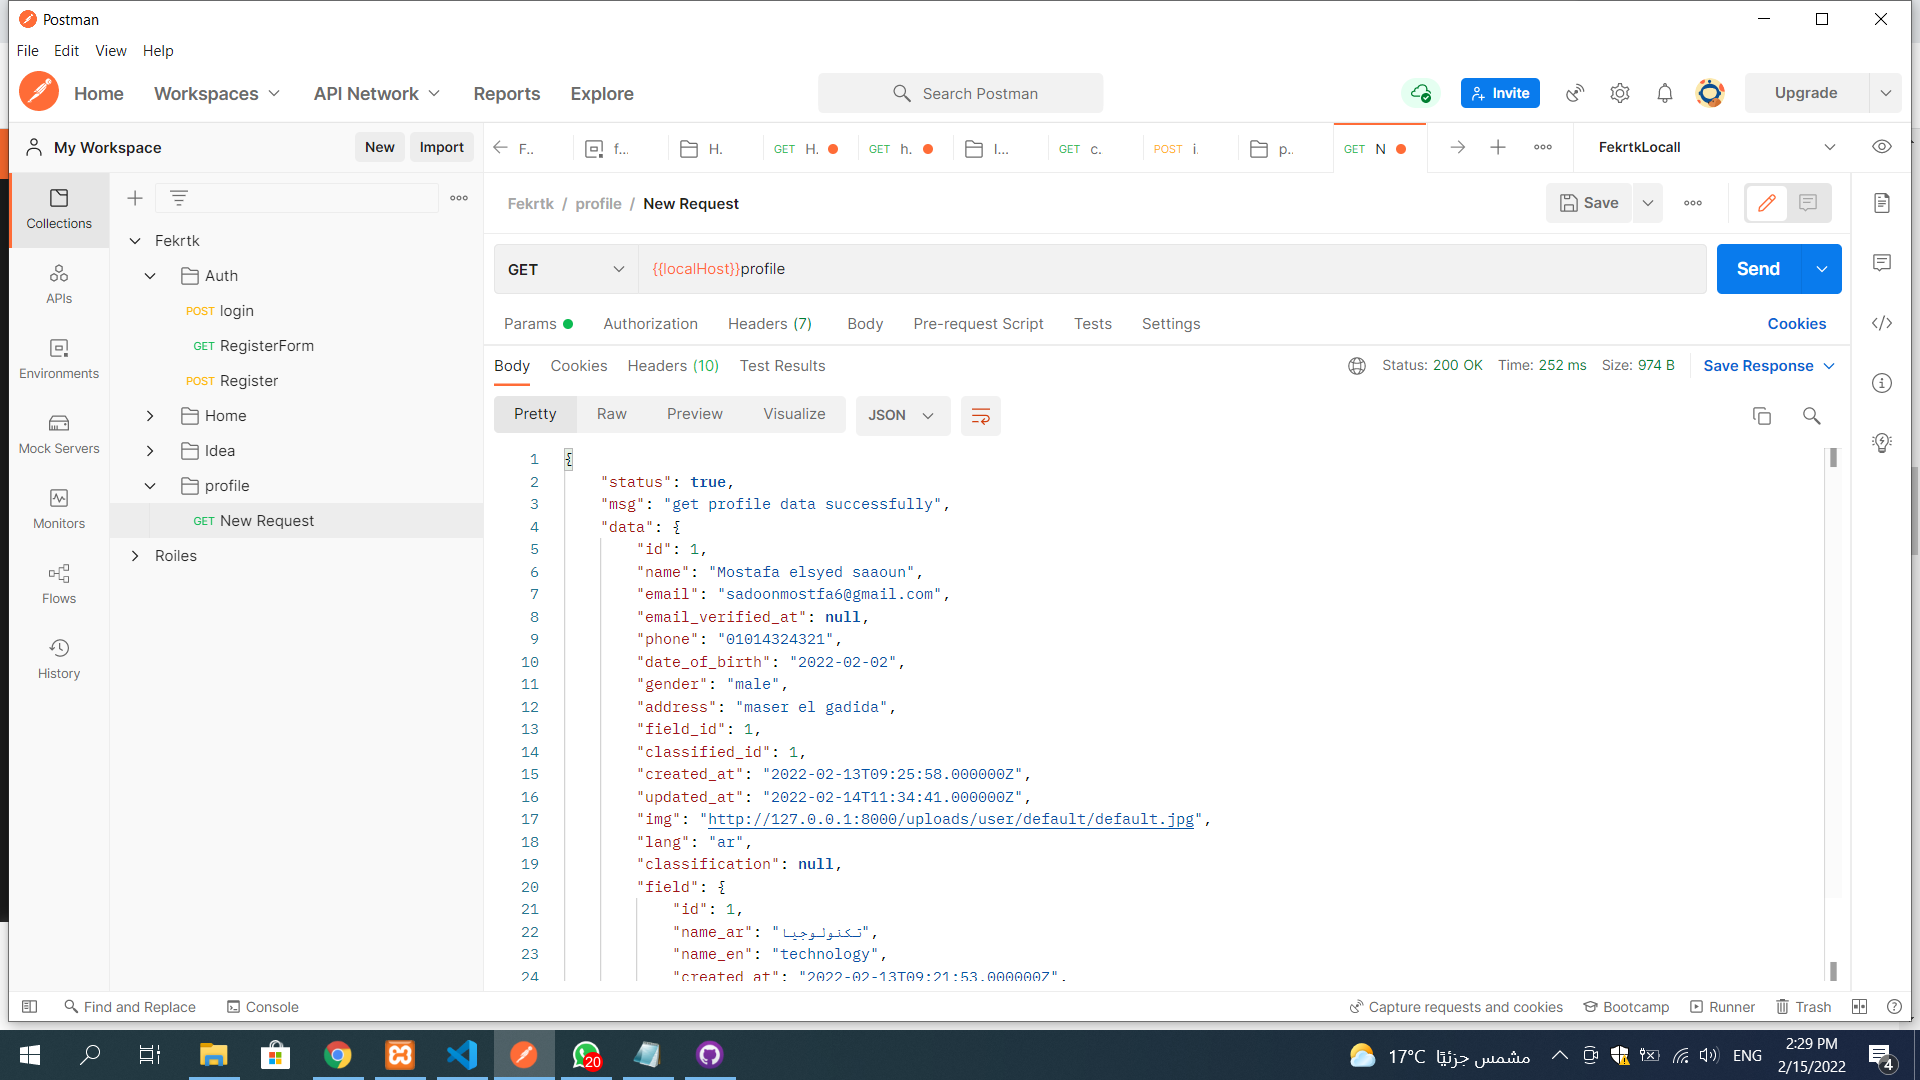 Postman
File Edit View Help
Home Workspaces API Network Reports Explore Search Postman Invite Upgrade
My Workspace New Import F.. f... H. GET H. GET h. I... GET c. POST i. p.. GET N FekrtkLocall
Collections
APIs
Environments
Mock Servers
Monitors
Flows
History
Fekrtk
Auth
POST login
GET RegisterForm
POST Register
Home
Idea
profile
GET New Request
Roiles
Fekrtk / profile / New Request Save
GET {{localHost}}profile Send
Params Authorization Headers (7) Body Pre-request Script Tests Settings Cookies
Body Cookies Headers (10) Test Results Status: 200 OK Time: 252 ms Size: 974 B Save Response
Pretty Raw Preview Visualize JSON
1 {
2 "status": true,
3 "msg": "get profile data successfully",
4 "data": {
5 "id": 1,
6 "name": "Mostafa elsyed saaoun",
7 "email": "sadoonmostfa6@gmail.com",
8 "email_verified_at": null,
9 "phone": "01014324321",
10 "date_of_birth": "2022-02-02",
11 "gender": "male",
12 "address": "maser el gadida",
13 "field_id": 1,
14 "classified_id": 1,
15 "created_at": "2022-02-13T09:25:58.000000Z",
16 "updated_at": "2022-02-14T11:34:41.000000Z",
17 "img": "http://127.0.0.1:8000/uploads/user/default/default.jpg",
18 "lang": "ar",
19 "classification": null,
20 "field": {
21 "id": 1,
22 "name_ar": "تكنولوجيا",
23 "name_en": "technology",
24 "created_at": "2022-02-13T09:21:53.000000Z",
Find and Replace Console Capture requests and cookies Bootcamp Runner Trash
20 17°C مشمس جزئيًا ENG 2:29 PM
2/15/2022 4